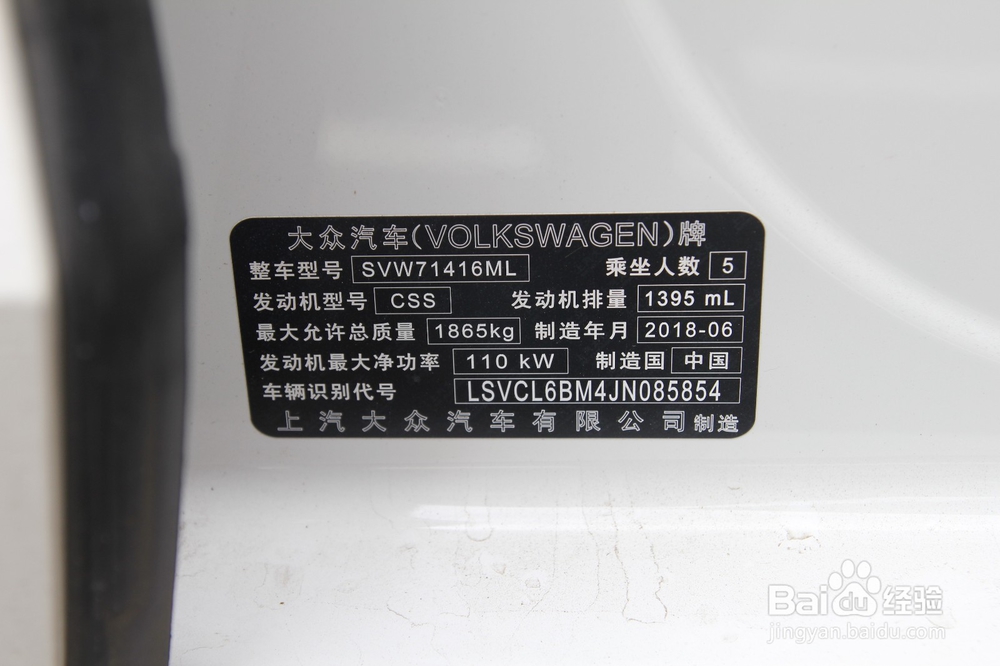 大众汽车(VOLKSWAGEN)牌
整车型号 SVW71416ML 乘坐人数 5
发动机型号 CSS 发动机排量 1395 mL
最大允许总质量 1865kg 制造年月 2018-06
发动机最大净功率 110 kW 制造国 中国
车辆识别代号 LSVCL6BM4JN085854
上汽大众汽车有限公司制造
Baidu经验
jingyan.baidu.com